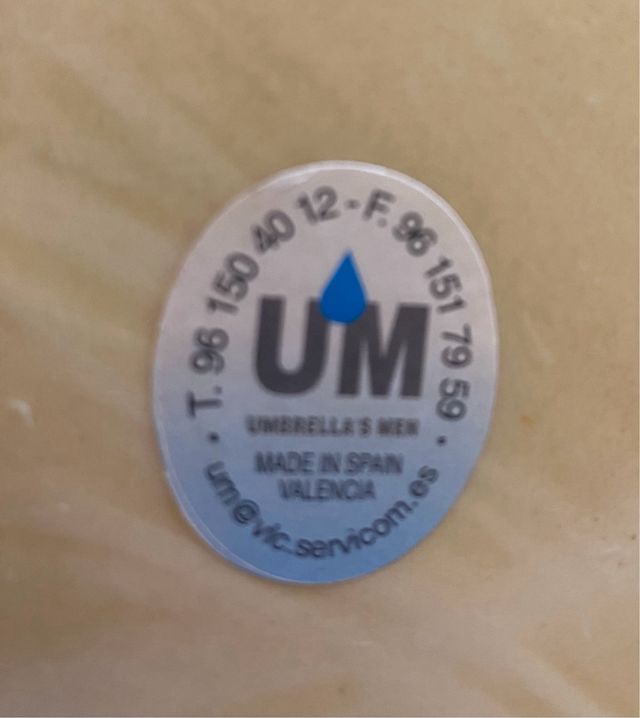 • T. 96 150 40 12 - F. 96 151 79 59 •
UM
UMBRELLA'S MEN
MADE IN SPAIN
VALENCIA
um@vlc.servicom.es